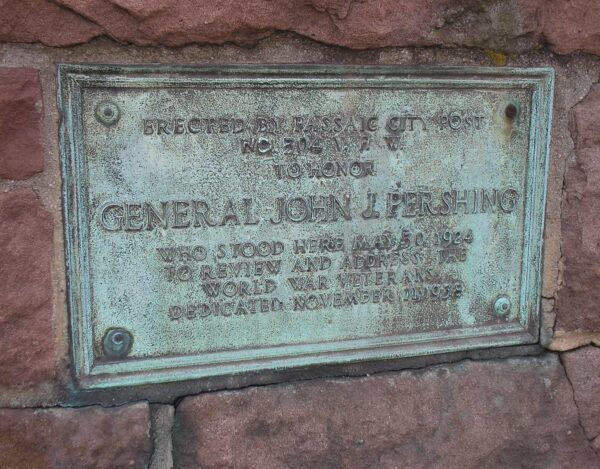 ERECTED BY PASSAIC CITY POST
NO. 202 V. F. W.
TO HONOR
GENERAL JOHN J. PERSHING
WHO STOOD HERE MAY 30, 1924
TO REVIEW AND ADDRESS THE
WORLD WAR VETERANS
DEDICATED NOVEMBER 11, 1938